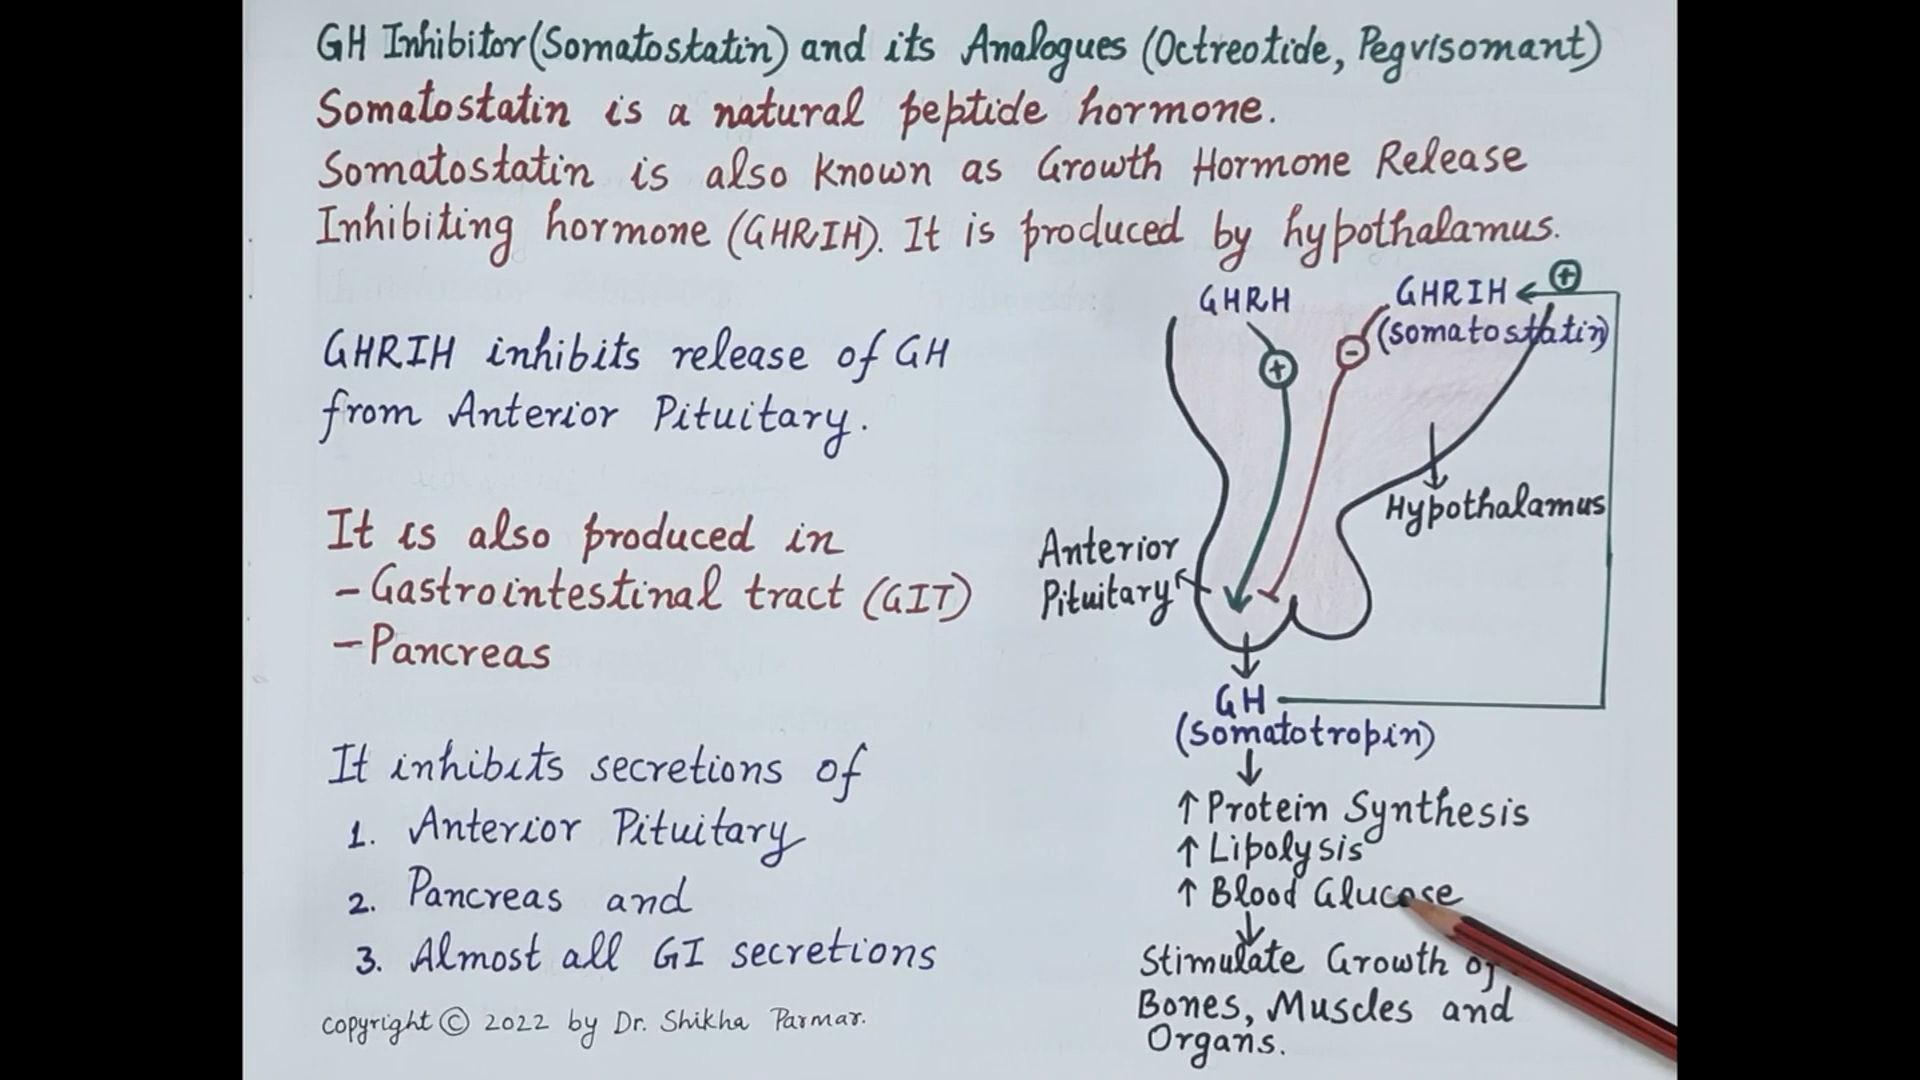 GH Inhibitor (Somatostatin) and its Analogues (Octreotide, Pegvisomant)
Somatostatin is a natural peptide hormone.
Somatostatin is also known as Growth Hormone Release
Inhibiting hormone (GHRIH). It is produced by hypothalamus.
GHRIH inhibits release of GH
from Anterior Pituitary.
It is also produced in
- Gastrointestinal tract (GIT)
- Pancreas
It inhibits secretions of
1. Anterior Pituitary
2. Pancreas and
3. Almost all GI secretions
copyright © 2022 by Dr. Shikha Parmar.
GHRH
GHRIH
(somatostatin)
+
+
-
Hypothalamus
Anterior
Pituitary
GH
(somatotropin)
↓
↑ Protein Synthesis
↑ Lipolysis
↑ Blood Glucose
↓
Stimulate Growth of
Bones, Muscles and
Organs.